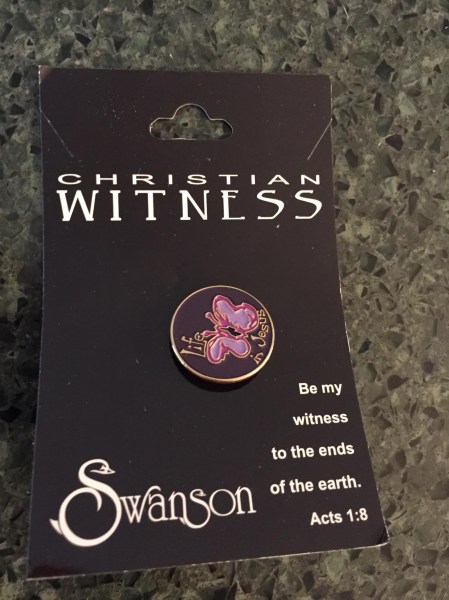 CHRISTIAN
WITNESS
Life
in Jesus
Be my
witness
to the ends
of the earth.
Acts 1:8
Swanson